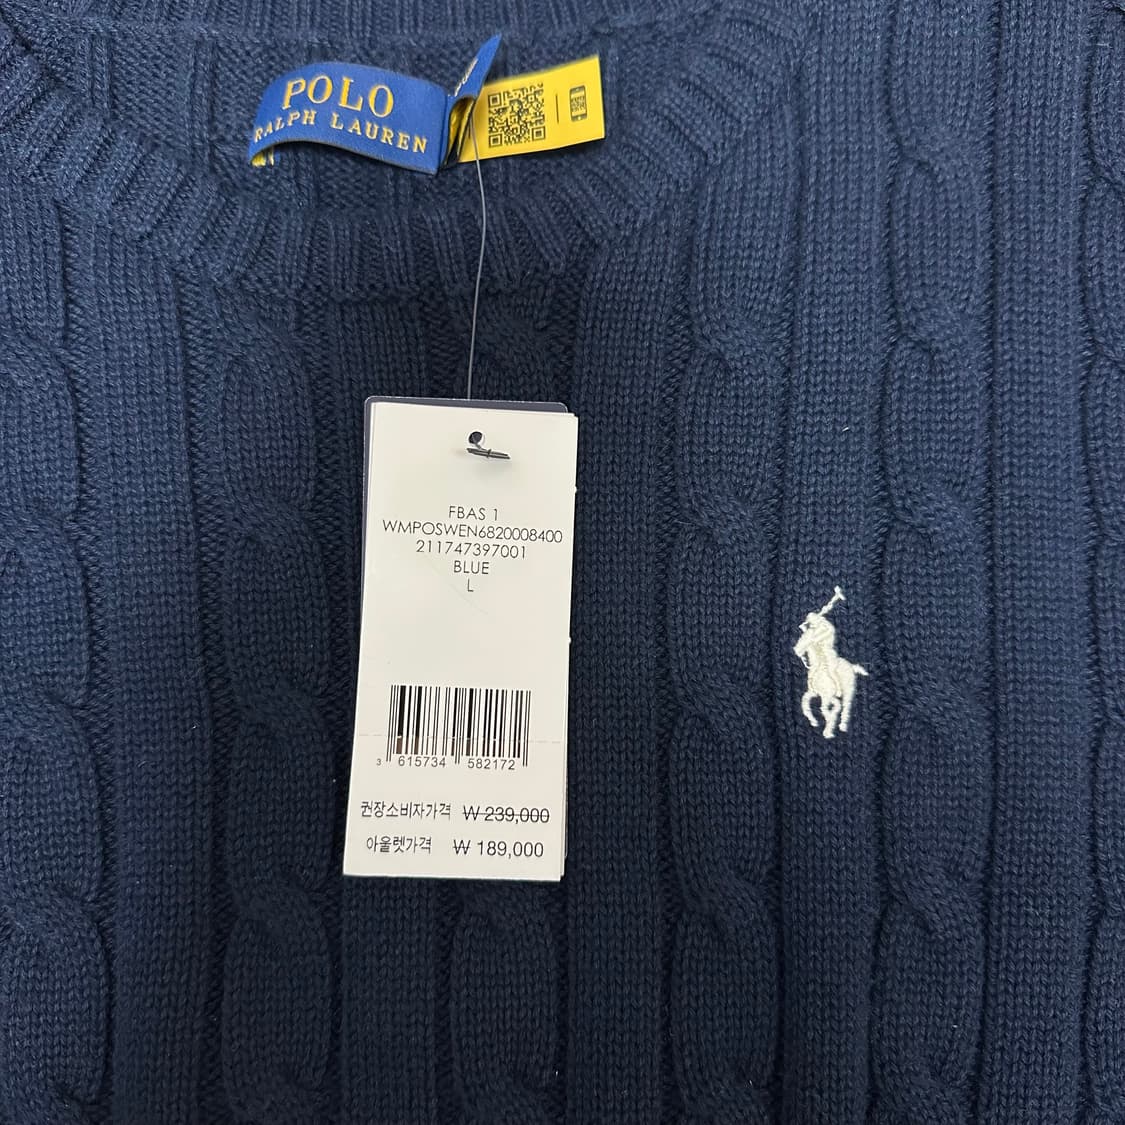 POLO
RALPH LAUREN
FBAS 1
WMPOSWEN6820008400
211747397001
BLUE
L
3 615734 582172
권장소비자가격 ₩ 239,000
아울렛가격 ₩ 189,000